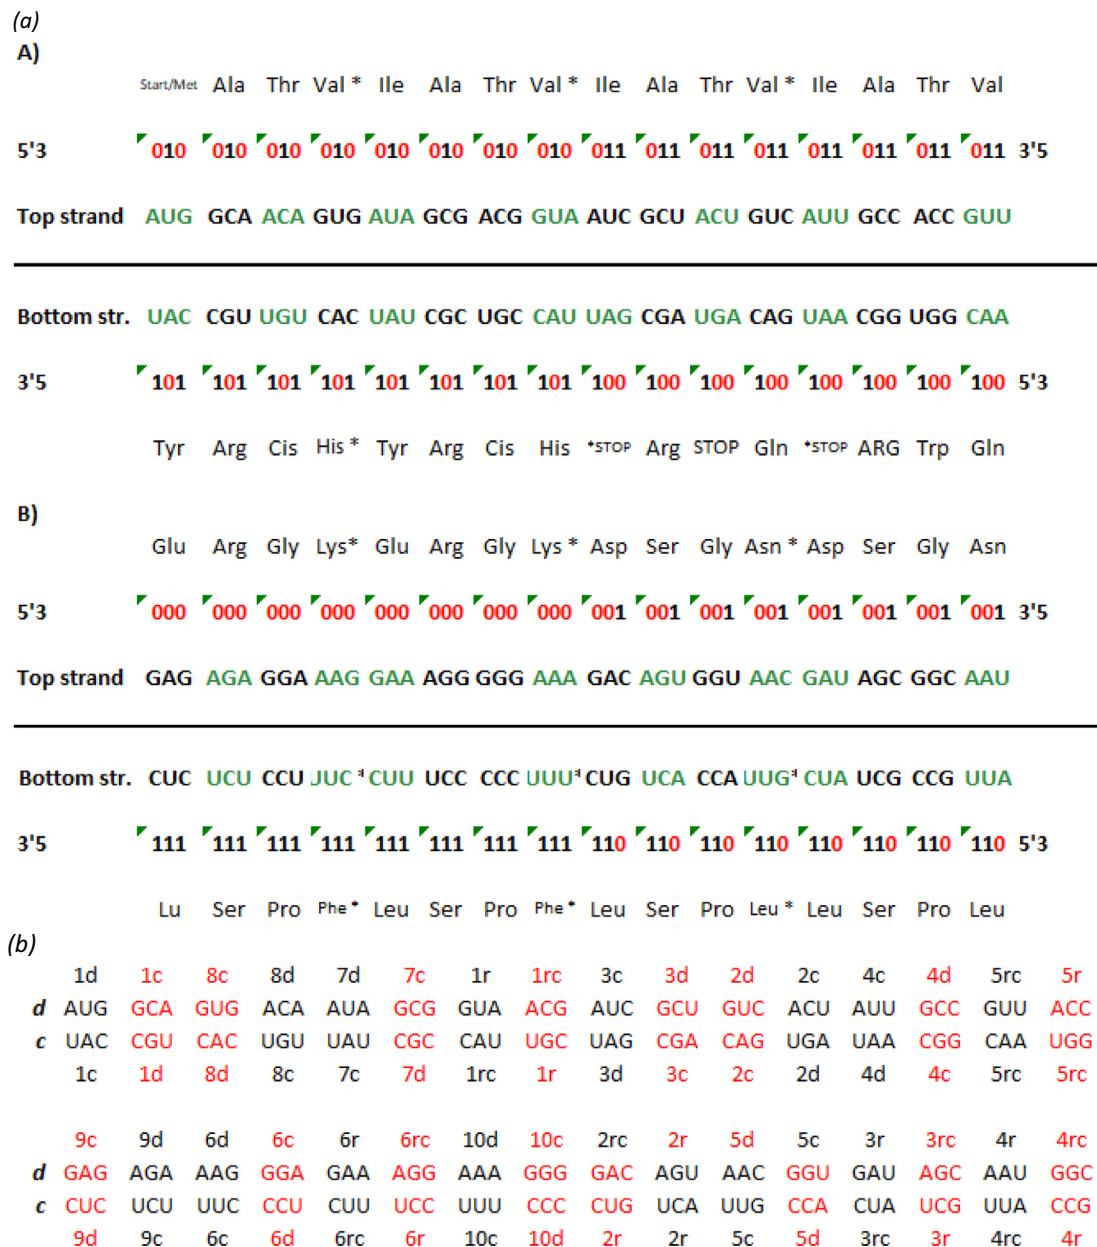 (a)
A)
Start/Met Ala Thr Val * Ile Ala Thr Val * Ile Ala Thr Val * Ile Ala Thr Val
5'3 010 010 010 010 010 010 010 010 011 011 011 011 011 011 011 011 3'5
Top strand AUG GCA ACA GUG AUA GCG ACG GUA AUC GCU ACU GUC AUU GCC ACC GUU
Bottom str. UAC CGU UGU CAC UAU CGC UGC CAU UAG CGA UGA CAG UAA CGG UGG CAA
3'5 101 101 101 101 101 101 101 101 100 100 100 100 100 100 100 100 5'3
Tyr Arg Cis His * Tyr Arg Cis His *STOP Arg STOP Gln *STOP ARG Trp Gln
B)
Glu Arg Gly Lys* Glu Arg Gly Lys * Asp Ser Gly Asn * Asp Ser Gly Asn
5'3 000 000 000 000 000 000 000 000 001 001 001 001 001 001 001 001 3'5
Top strand GAG AGA GGA AAG GAA AGG GGG AAA GAC AGU GGU AAC GAU AGC GGC AAU
Bottom str. CUC UCU CCU UUC CUU UCC CCC UUU CUG UCA CCA UUG CUA UCG CCG UUA
3'5 111 111 111 111 111 111 111 111 110 110 110 110 110 110 110 110 5'3
Lu Ser Pro Phe * Leu Ser Pro Phe * Leu Ser Pro Leu * Leu Ser Pro Leu
(b)
1d 1c 8c 8d 7d 7c 1r 1rc 3c 3d 2d 2c 4c 4d 5rc 5r
d AUG GCA GUG ACA AUA GCG GUA ACG AUC GCU GUC ACU AUU GCC GUU ACC
c UAC CGU CAC UGU UAU CGC CAU UGC UAG CGA CAG UGA UAA CGG CAA UGG
1c 1d 8d 8c 7c 7d 1rc 1r 3d 3c 2c 2d 4d 4c 5rc 5rc
9c 9d 6d 6c 6r 6rc 10d 10c 2rc 2r 5d 5c 3r 3rc 4r 4rc
d GAG AGA AAG GGA GAA AGG AAA GGG GAC AGU AAC GGU GAU AGC AAU GGC
c CUC UCU UUC CCU CUU UCC UUU CCC CUG UCA UUG CCA CUA UCG UUA CCG
9d 9c 6c 6d 6rc 6r 10c 10d 2r 2r 5c 5d 3rc 3r 4rc 4r